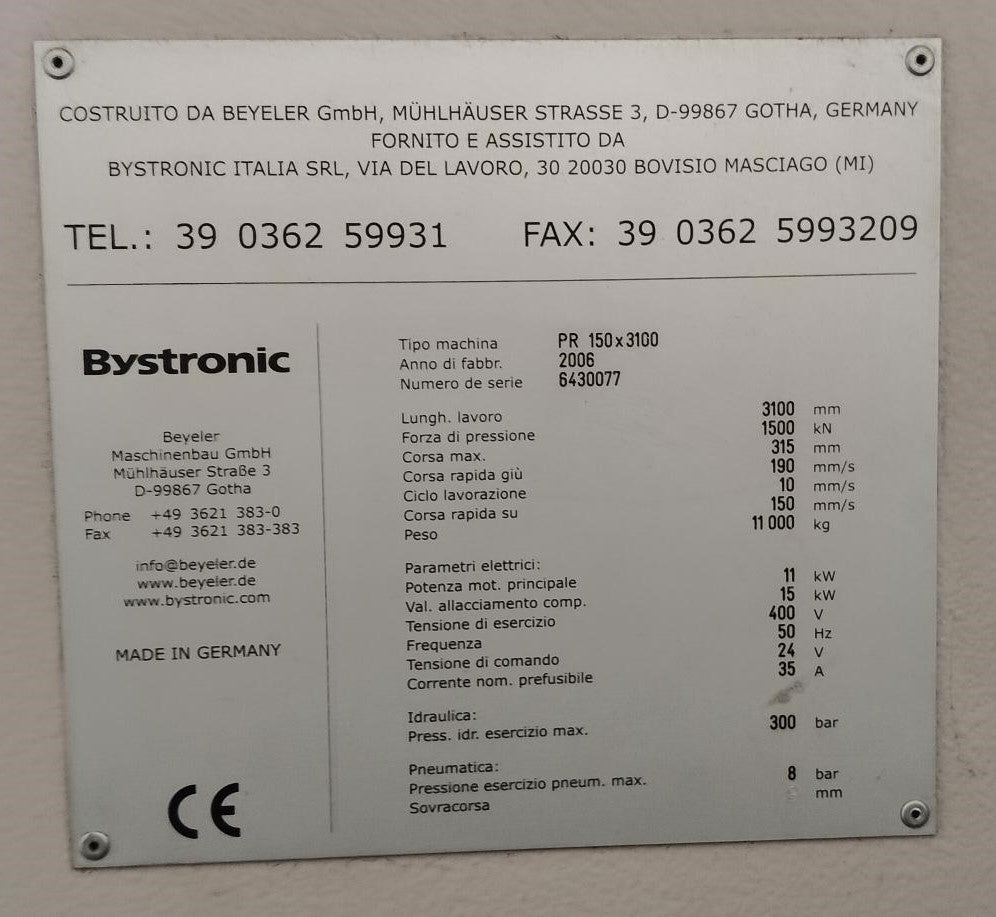 COSTRUITO DA BEYELER GmbH, MÜHLHÄUSER STRASSE 3, D-99867 GOTHA, GERMANY
FORNITO E ASSISTITO DA
BYSTRONIC ITALIA SRL, VIA DEL LAVORO, 30 20030 BOVISIO MASCIAGO (MI)
TEL.: 39 0362 59931 FAX: 39 0362 5993209
Bystronic
Beyeler
Maschinenbau GmbH
Mühlhäuser Straße 3
D-99867 Gotha
Phone +49 3621 383-0
Fax +49 3621 383-383
info@beyeler.de
www.beyeler.de
www.bystronic.com
MADE IN GERMANY
CE
Tipo machina PR 150x3100
Anno di fabbr. 2006
Numero de serie 6430077
Lungh. lavoro 3100 mm
Forza di pressione 1500 kN
Corsa max. 315 mm
Corsa rapida giù 190 mm/s
Ciclo lavorazione 10 mm/s
Corsa rapida su 150 mm/s
Peso 11 000 kg
Parametri elettrici:
Potenza mot. principale 11 kW
Val. allacciamento comp. 15 kW
Tensione di esercizio 400 V
Frequenza 50 Hz
Tensione di comando 24 V
Corrente nom. prefusibile 35 A
Idraulica:
Press. idr. esercizio max. 300 bar
Pneumatica:
Pressione esercizio pneum. max. 8 bar
Sovracorsa mm